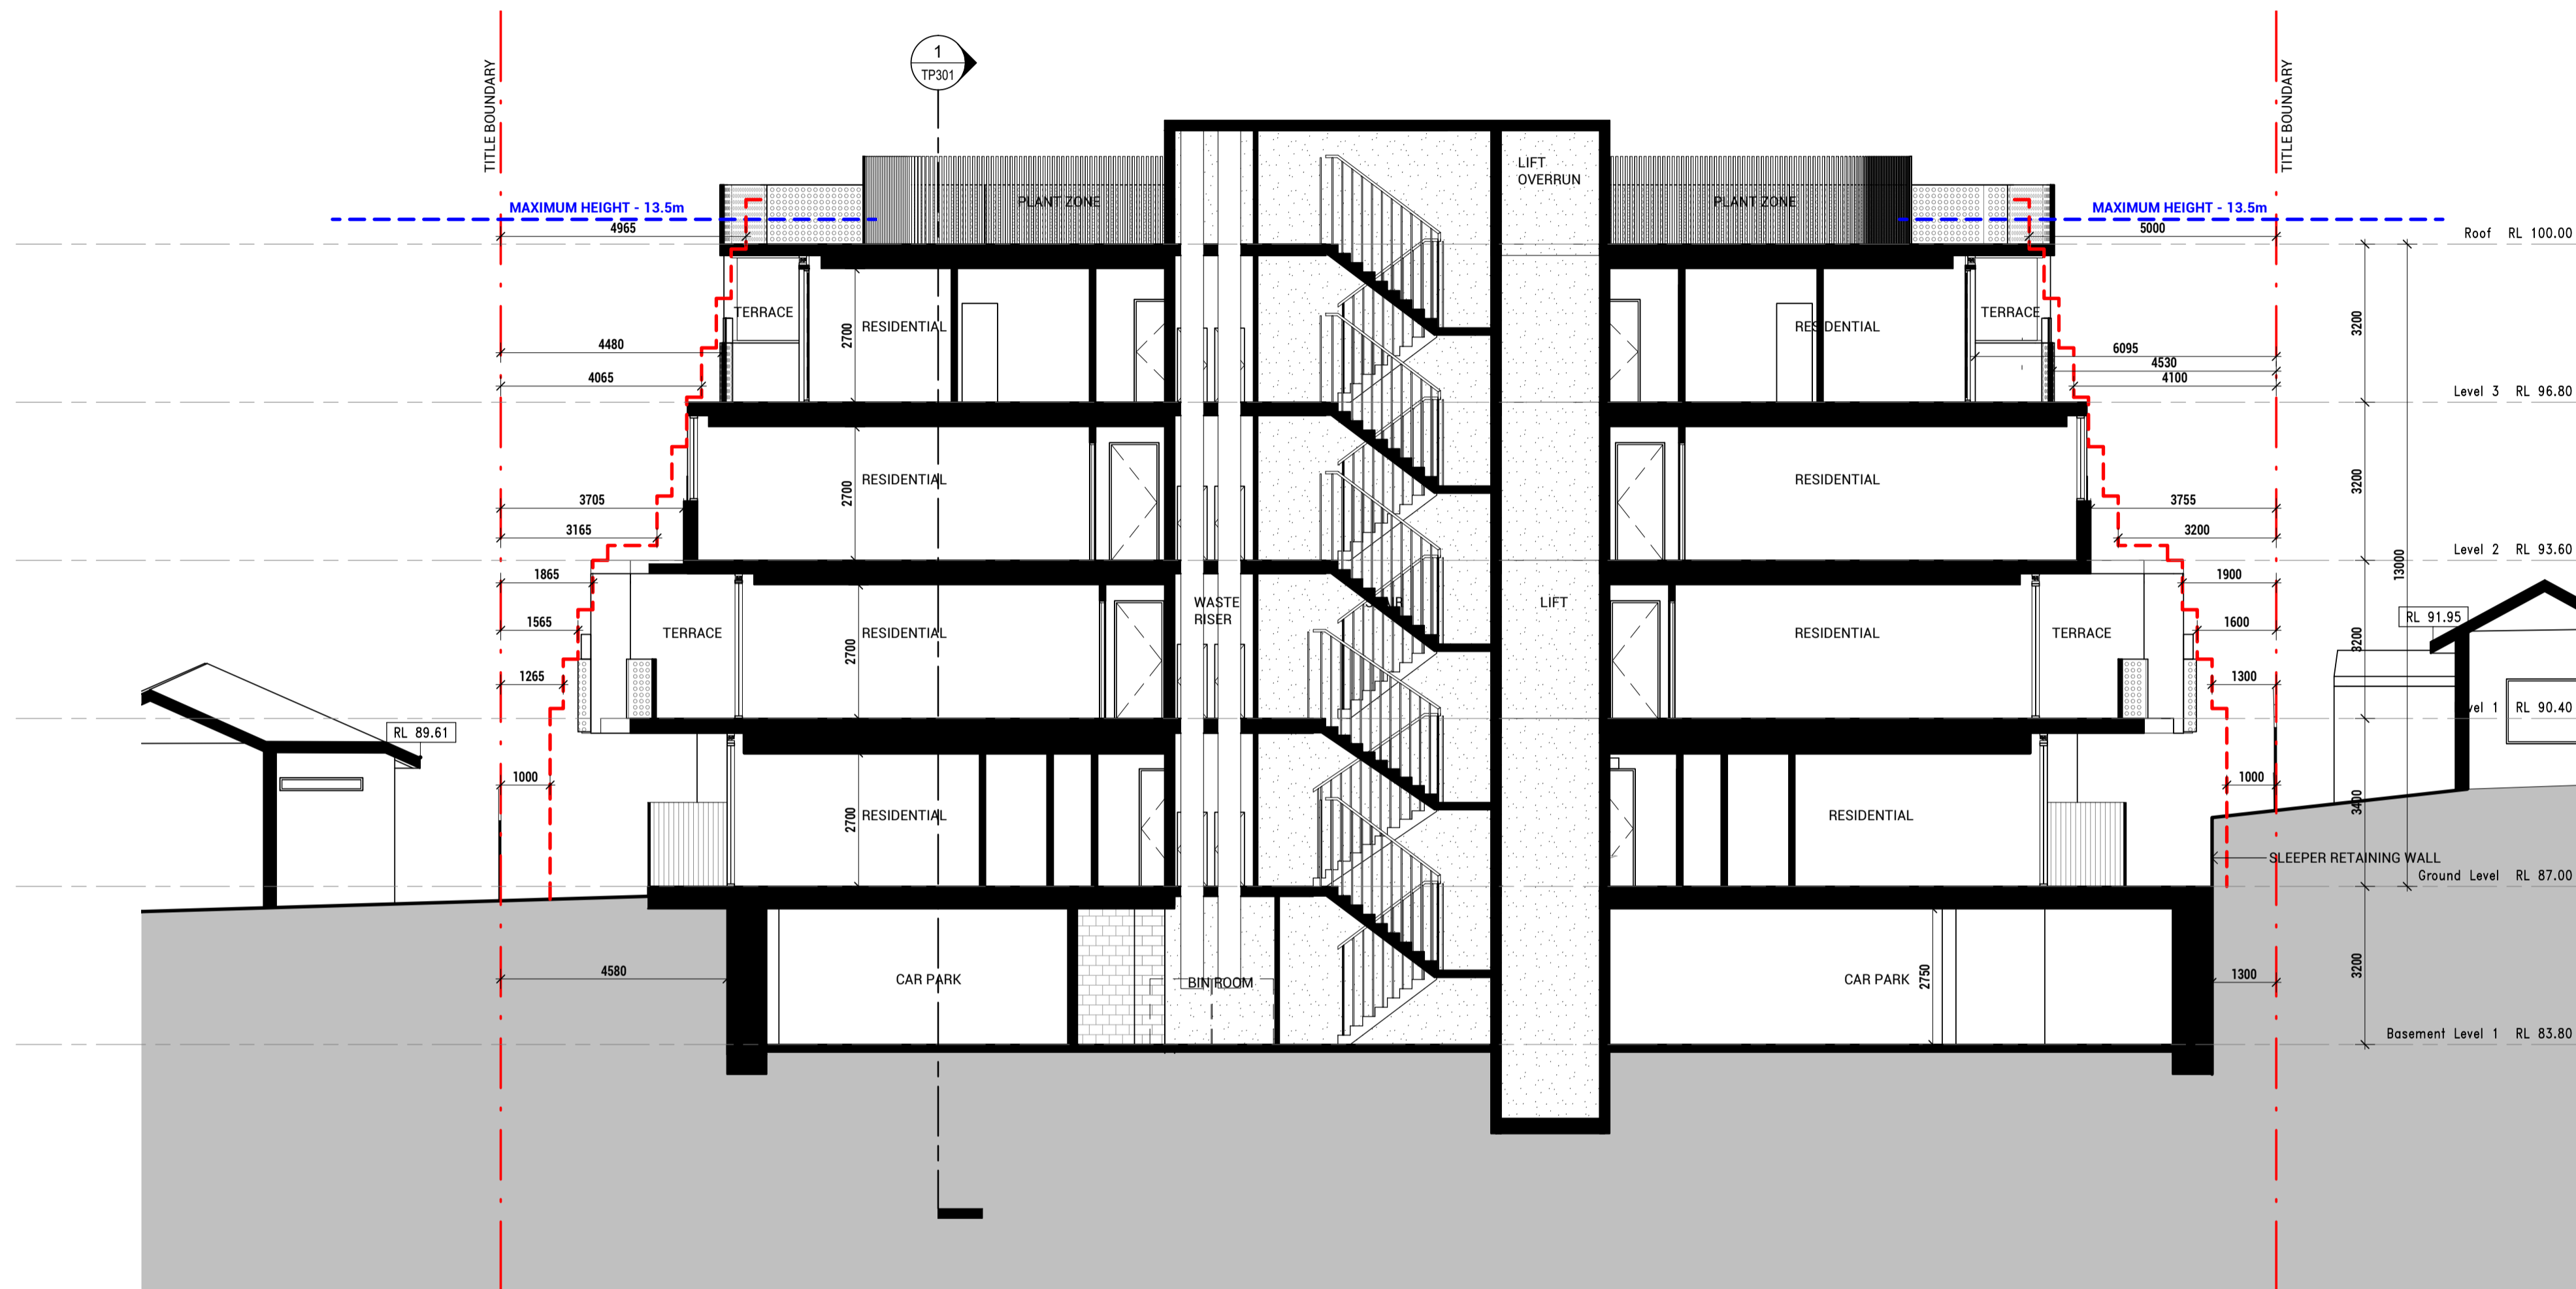 1
TP301
TITLE BOUNDARY
TITLE BOUNDARY
LIFT
OVERRUN
MAXIMUM HEIGHT - 13.5m
PLANT ZONE
PLANT ZONE
MAXIMUM HEIGHT - 13.5m
4965
5000
Roof RL 100.00
TERRACE
RESIDENTIAL
2700
RESIDENTIAL
TERRACE
3200
4480
6095
4530
4065
4100
Level 3 RL 96.80
RESIDENTIAL
2700
RESIDENTIAL
3200
3705
3755
3165
3200
Level 2 RL 93.60
13000
1865
1900
WASTE
RISER
LIFT
RL 91.95
1565
1600
TERRACE
RESIDENTIAL
2700
RESIDENTIAL
TERRACE
3200
1265
1300
RL 89.61
vel 1 RL 90.40
1000
1000
3400
RESIDENTIAL
2700
RESIDENTIAL
SLEEPER RETAINING WALL
Ground Level RL 87.00
4580
CAR PARK
BIN ROOM
CAR PARK
2750
1300
3200
Basement Level 1 RL 83.80